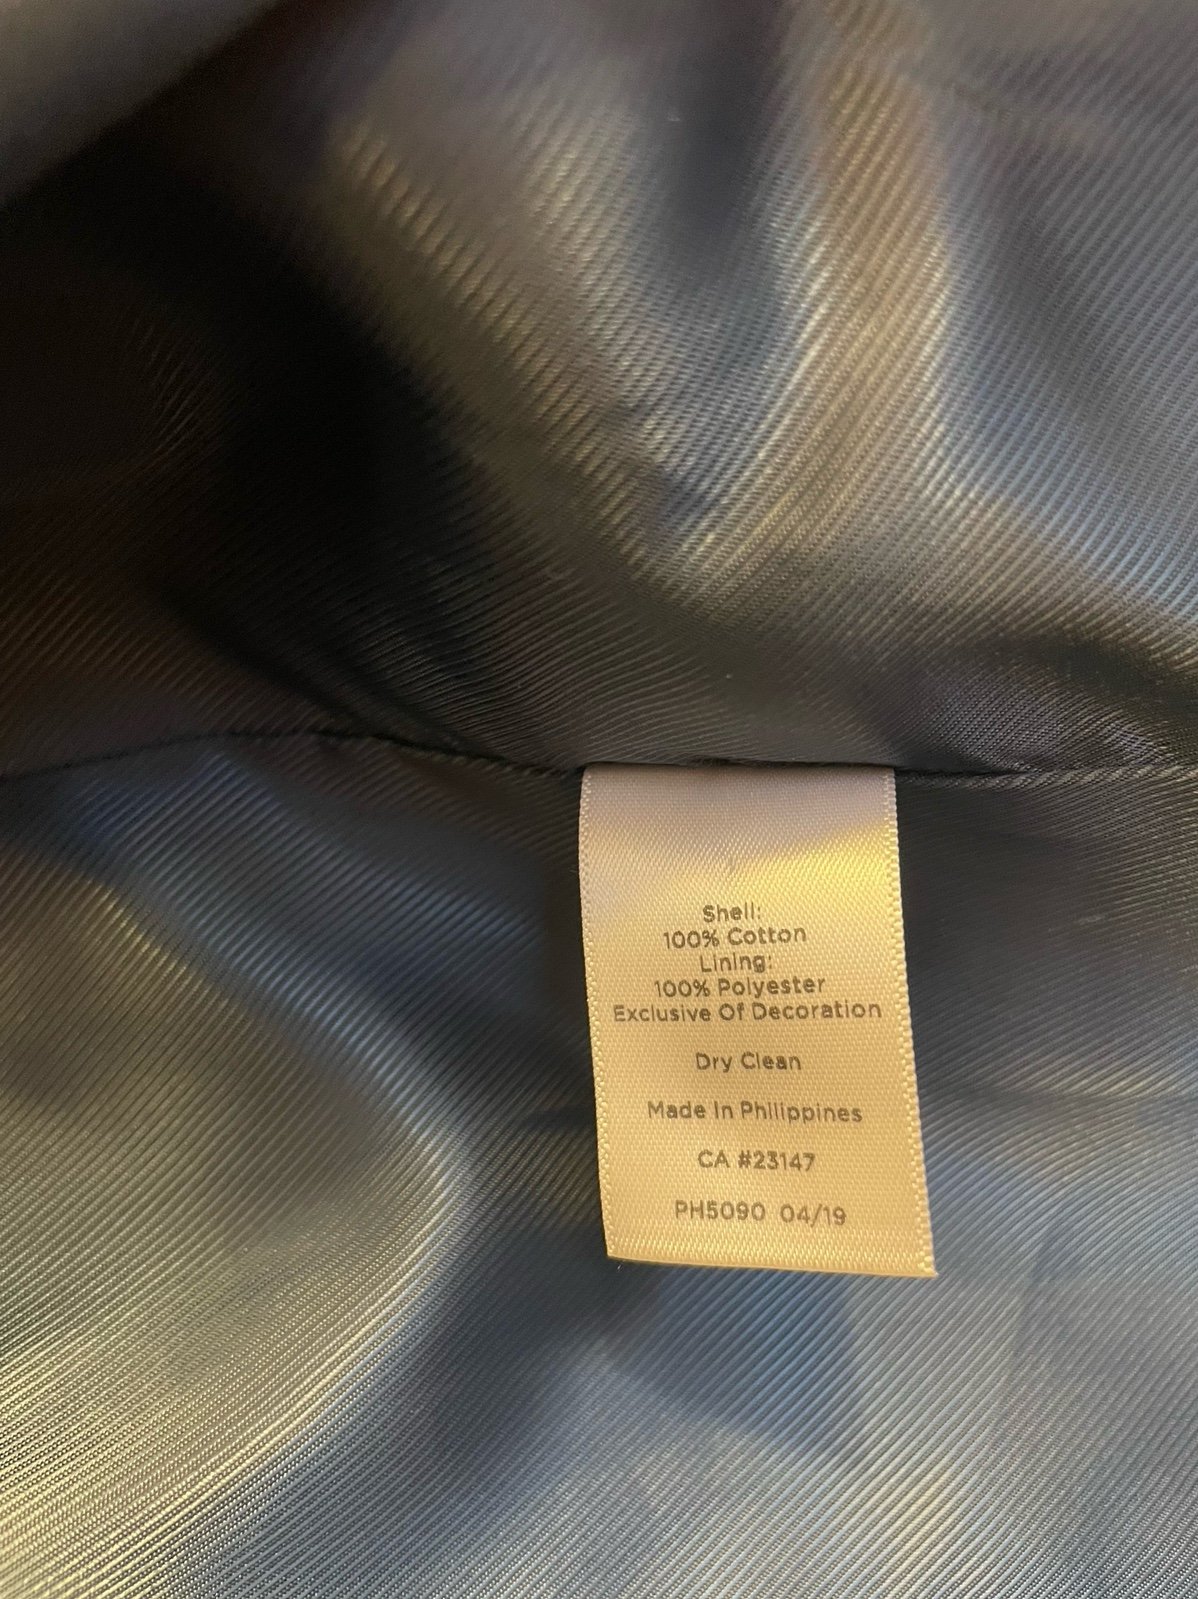 Shell:
100% Cotton
Lining:
100% Polyester
Exclusive Of Decoration
Dry Clean
Made In Philippines
CA #23147
PH5090 04/19